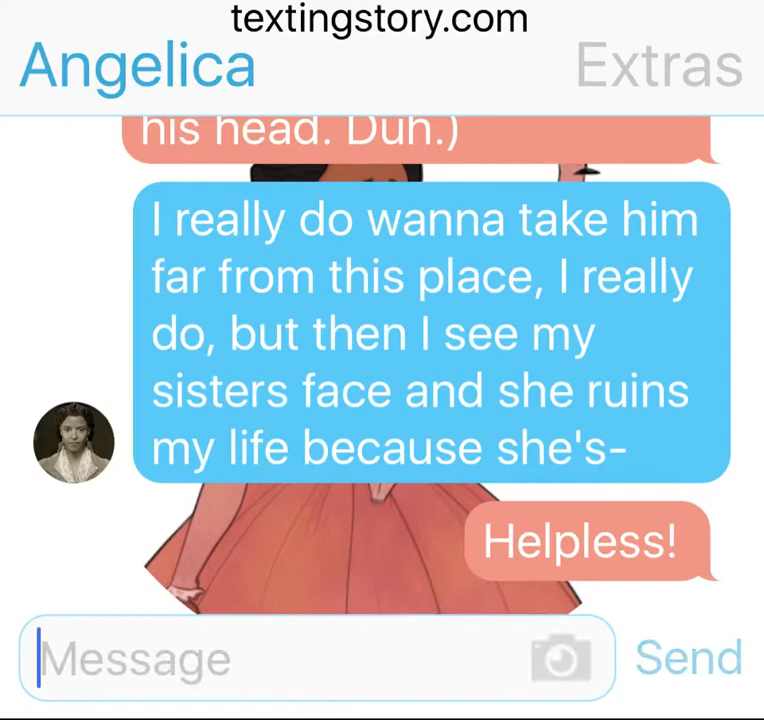 textingstory.com
Angelica
Extras
his head. Duh.)
I really do wanna take him
far from this place, I really
do, but then I see my
sisters face and she ruins
my life because she's-
Helpless!
Message
Send